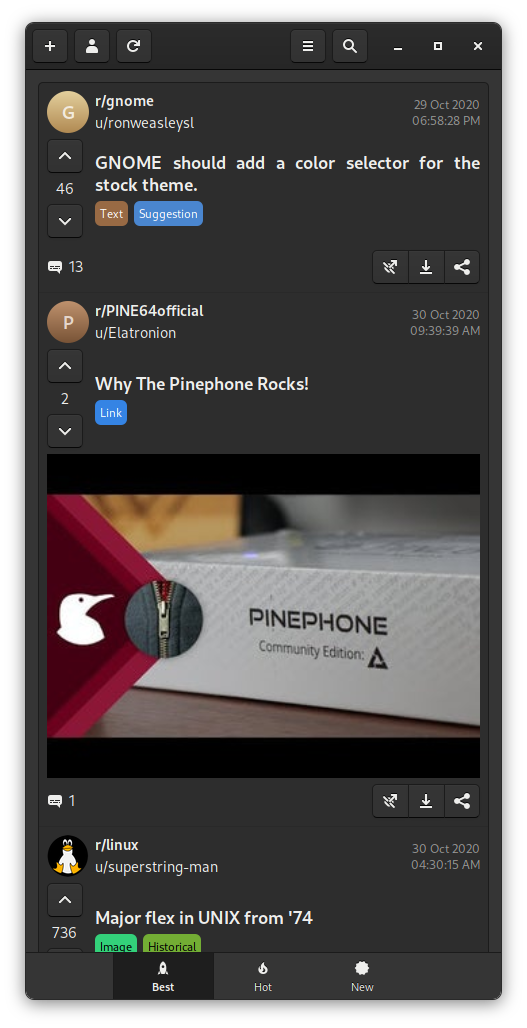 G
r/gnome
29 Oct 2020
u/ronweasleysl
06:58:28 PM
GNOME should add a color selector for the
stock theme.
46
Text Suggestion
13
P
r/PINE64official
30 Oct 2020
u/Elatronion
09:39:39 AM
Why The Pinephone Rocks!
2
Link
PINEPHONE
Community Edition:
1
r/linux
29 Oct 2020
u/superstring-man
04:30:15 AM
Major flex in UNIX from '74
736
Image Historical
Best Hot New